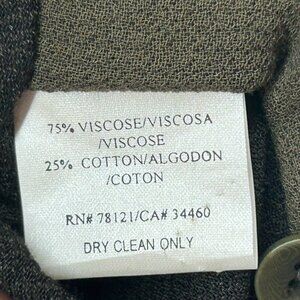 75% VISCOSE/VISCOSA
/VISCOSE
25% COTTON/ALGODON
/COTON
RN# 78121/CA# 34460
DRY CLEAN ONLY